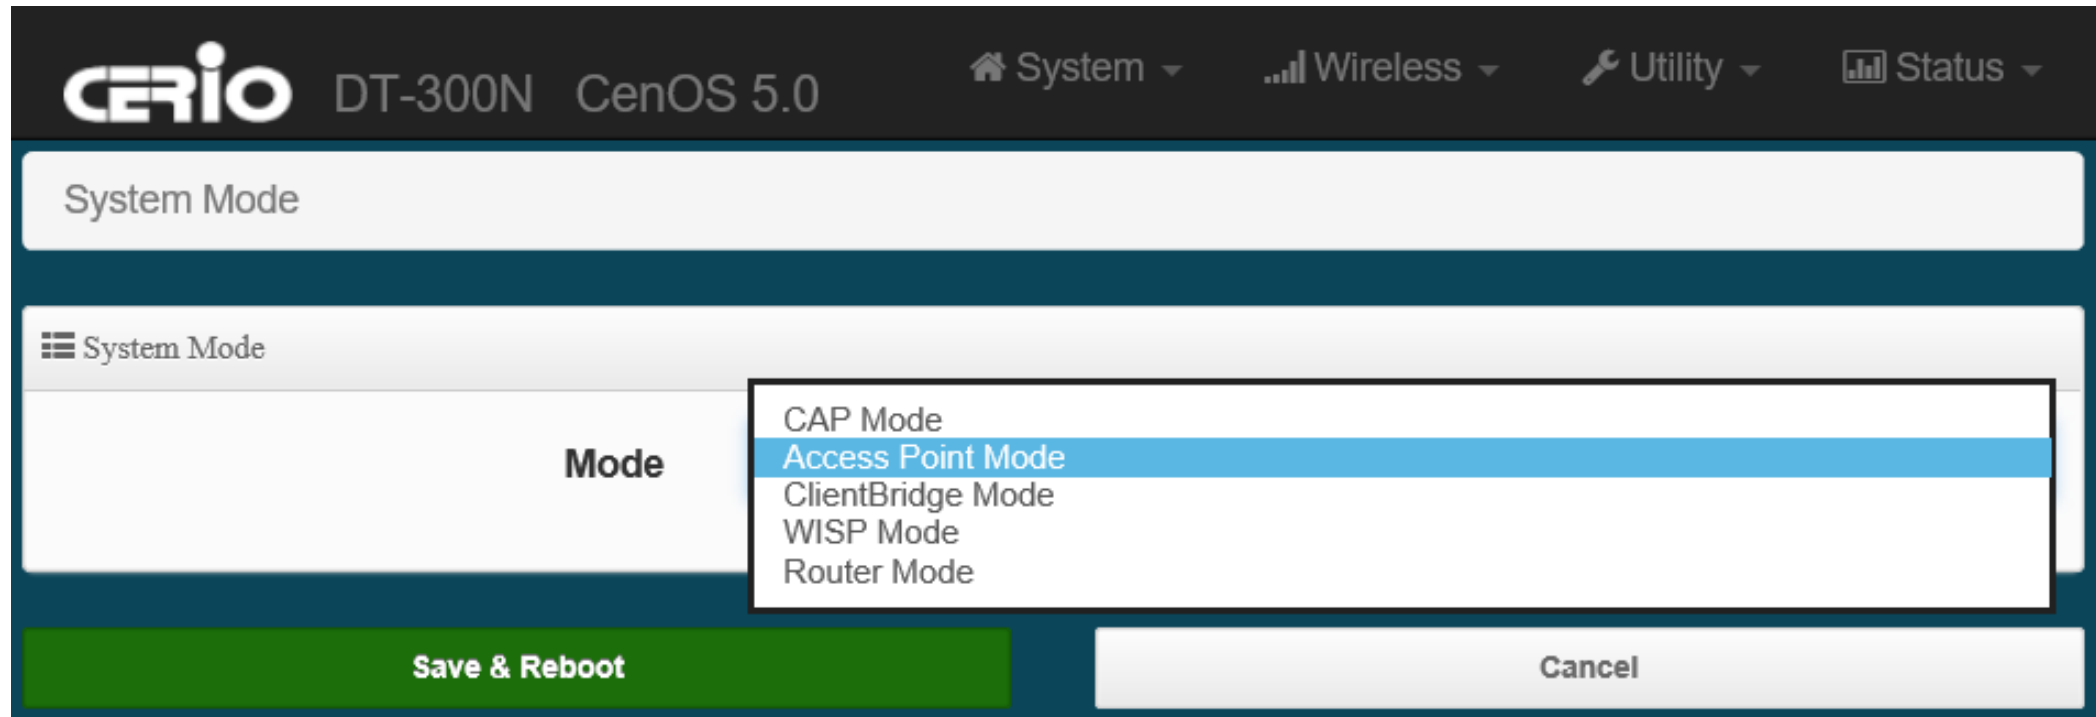 CERIO DT-300N CenOS 5.0 System Wireless Utility Status
System Mode
System Mode
Mode
CAP Mode
Access Point Mode
ClientBridge Mode
WISP Mode
Router Mode
Save & Reboot Cancel